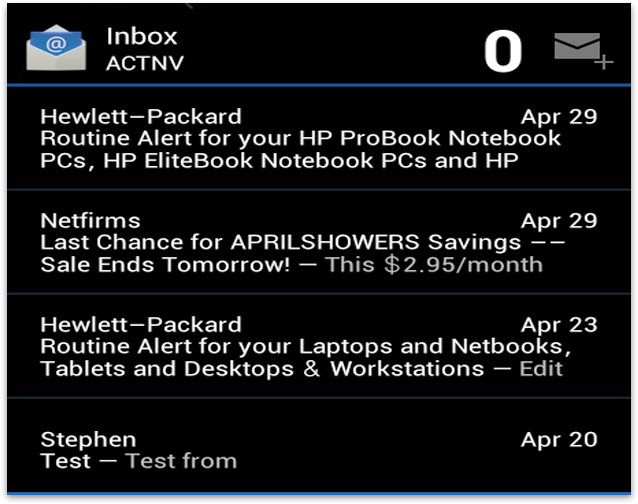 @
Inbox
ACTNV
0
Hewlett–Packard Apr 29
Routine Alert for your HP ProBook Notebook
PCs, HP EliteBook Notebook PCs and HP
Netfirms Apr 29
Last Chance for APRILSHOWERS Savings ––
Sale Ends Tomorrow! – This $2.95/month
Hewlett–Packard Apr 23
Routine Alert for your Laptops and Netbooks,
Tablets and Desktops & Workstations – Edit
Stephen Apr 20
Test – Test from